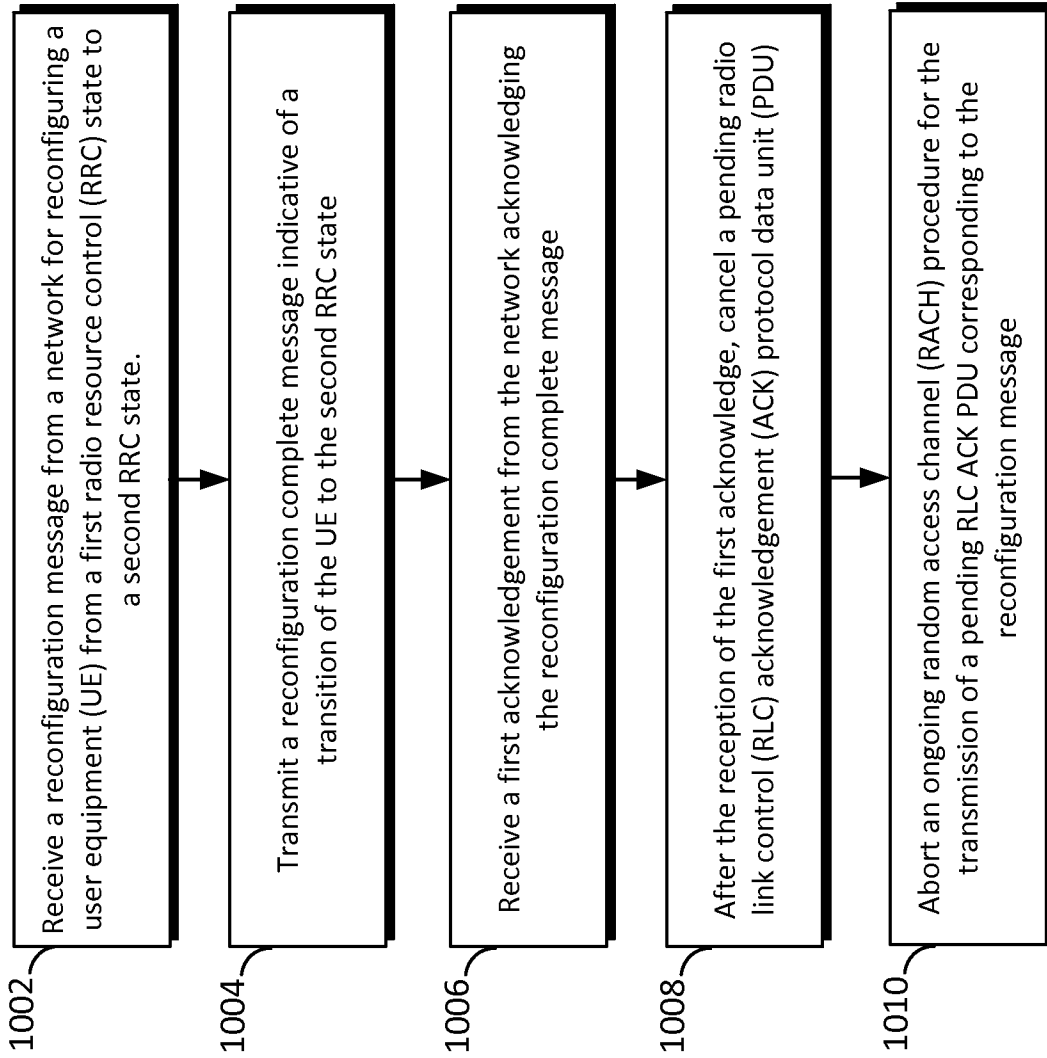 1002
Receive a reconfiguration message from a network for reconfiguring a
user equipment (UE) from a first radio resource control (RRC) state to
a second RRC state.
1004
Transmit a reconfiguration complete message indicative of a
transition of the UE to the second RRC state
1006
Receive a first acknowledgement from the network acknowledging
the reconfiguration complete message
1008
After the reception of the first acknowledge, cancel a pending radio
link control (RLC) acknowledgement (ACK) protocol data unit (PDU)
1010
Abort an ongoing random access channel (RACH) procedure for the
transmission of a pending RLC ACK PDU corresponding to the
reconfiguration message